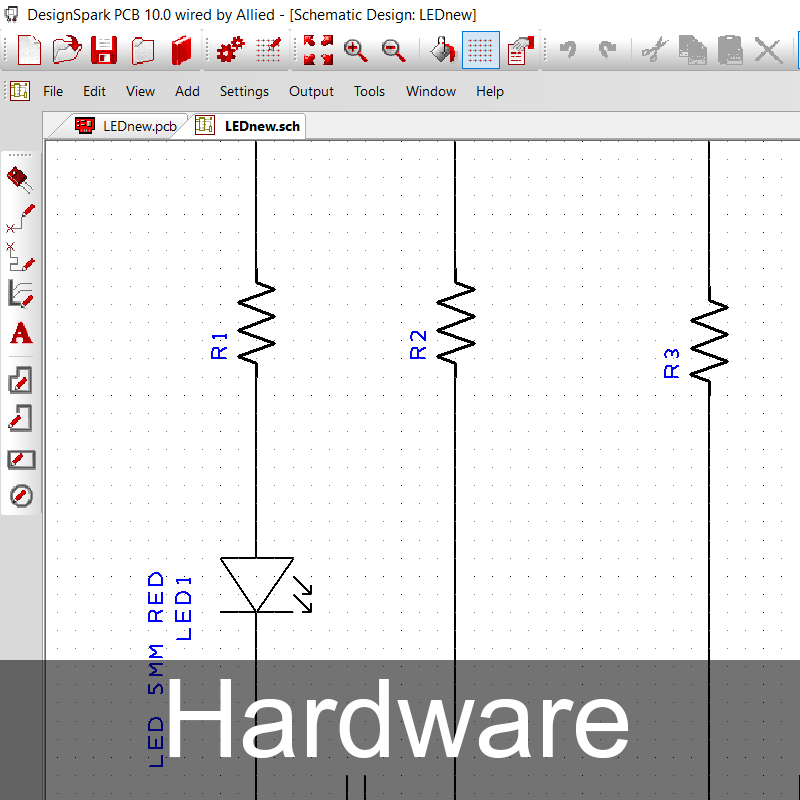 DesignSpark PCB 10.0 wired by Allied - [Schematic Design: LEDnew]
File Edit View Add Settings Output Tools Window Help
LEDnew.pcb LEDnew.sch
A
R1
R2
R3
LED 5MM RED
LED1
Hardware